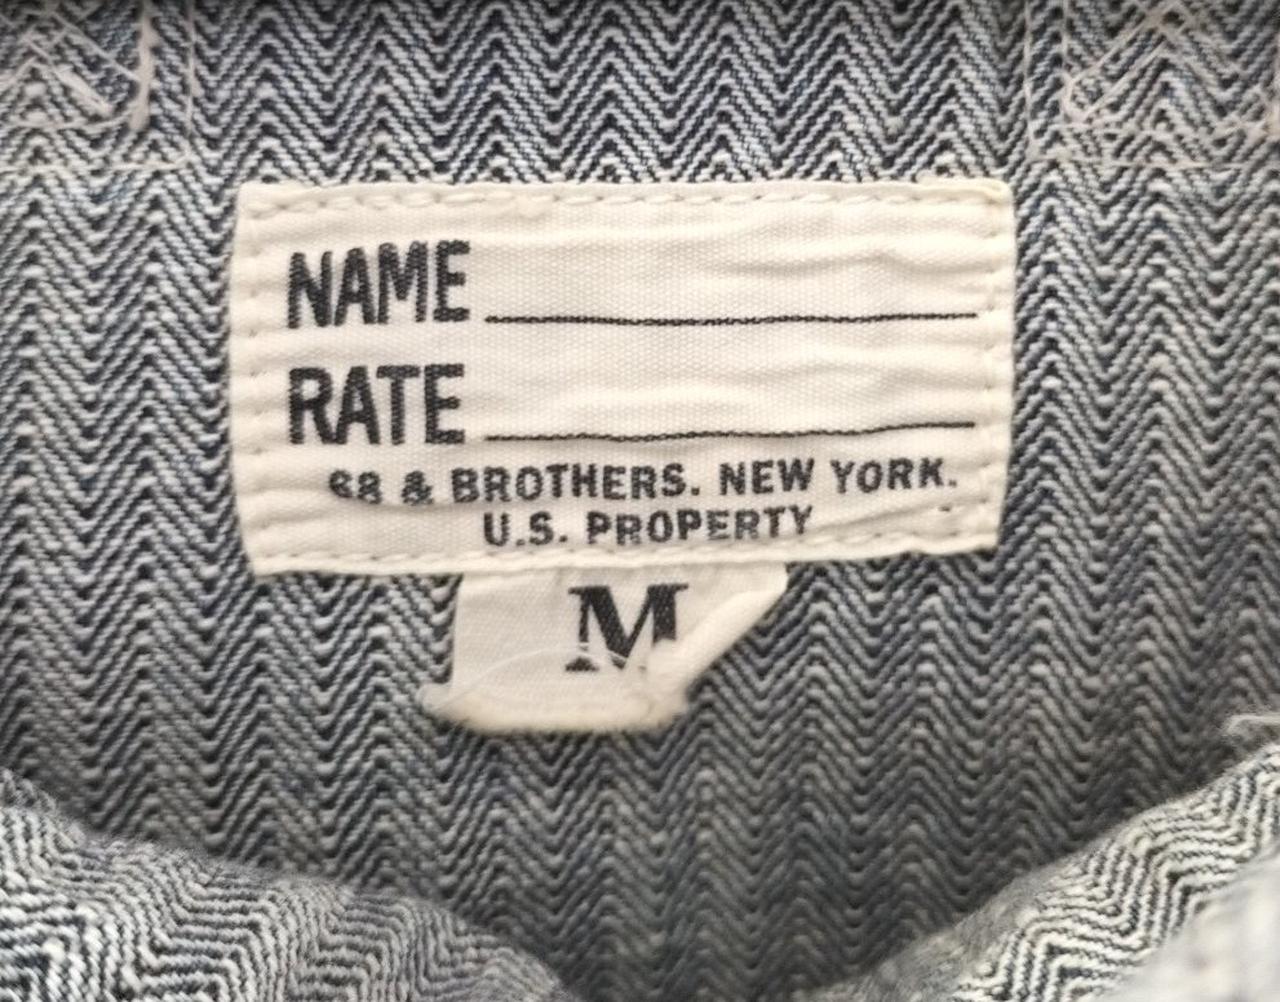 NAME
RATE
68 & BROTHERS. NEW YORK.
U.S. PROPERTY
M